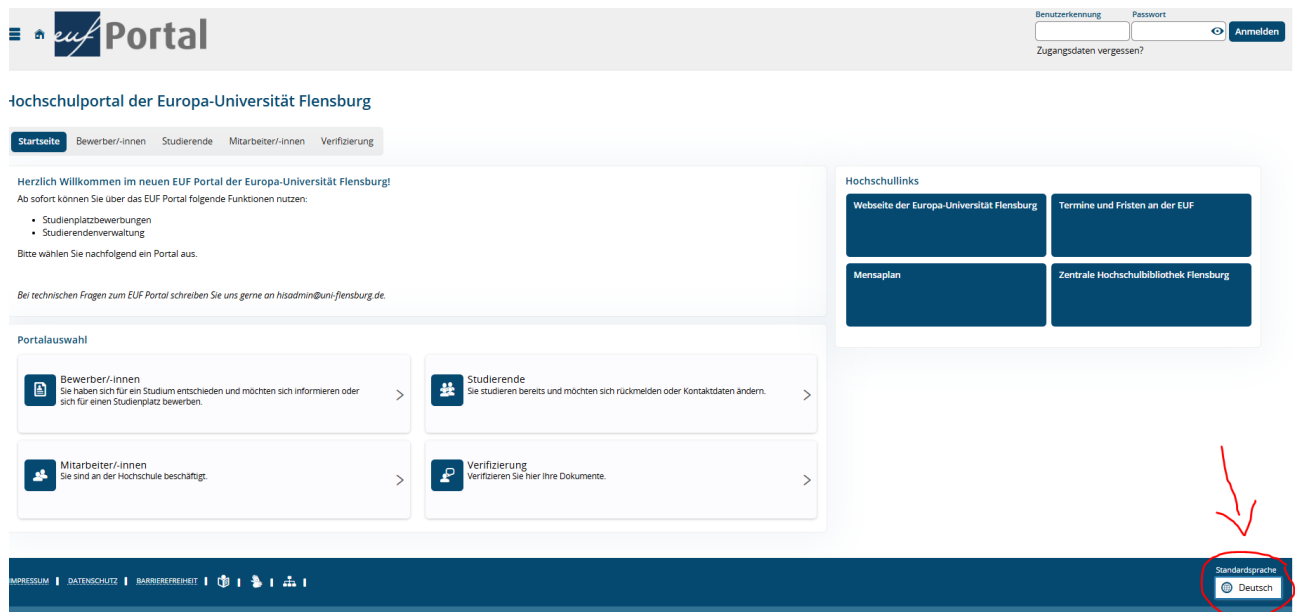 Benutzerkennung
Passwort
euf Portal
Anmelden
Zugangsdaten vergessen?
Hochschulportal der Europa-Universität Flensburg
Startseite
Bewerber/-innen
Studierende
Mitarbeiter/-innen
Verifizierung
Herzlich Willkommen im neuen EUF Portal der Europa-Universität Flensburg!
Ab sofort können Sie über das EUF Portal folgende Funktionen nutzen:
Studienplatzbewerbungen
Studierendenverwaltung
Bitte wählen Sie nachfolgend ein Portal aus.
Bei technischen Fragen zum EUF Portal schreiben Sie uns gerne an hisadmin@uni-flensburg.de.
Hochschullinks
Webseite der Europa-Universität Flensburg
Termine und Fristen an der EUF
Mensaplan
Zentrale Hochschulbibliothek Flensburg
Portalauswahl
Bewerber/-innen
Sie haben sich für ein Studium entschieden und möchten sich informieren oder
sich für einen Studienplatz bewerben.
Studierende
Sie studieren bereits und möchten sich rückmelden oder Kontaktdaten ändern.
Mitarbeiter/-innen
Sie sind an der Hochschule beschäftigt.
Verifizierung
Verifizieren Sie hier Ihre Dokumente.
IMPRESSUM
DATENSCHUTZ
BARRIEREFREIHEIT
Standardsprache
Deutsch